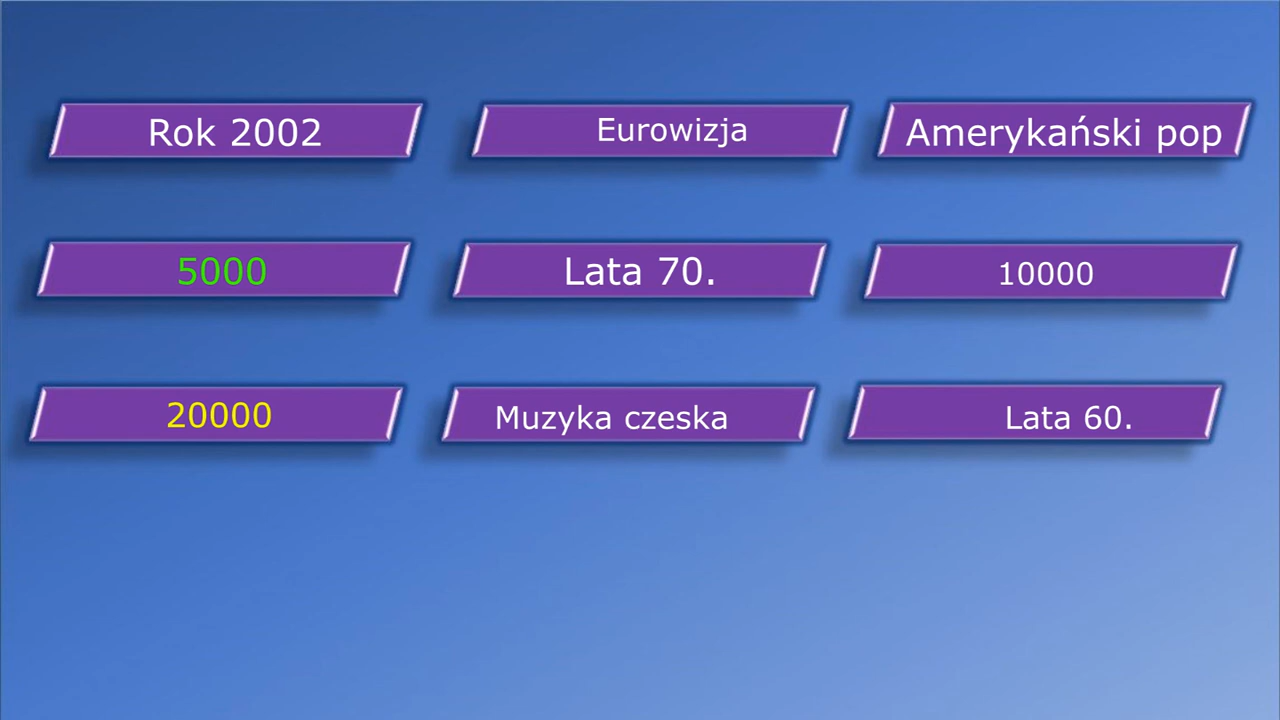 Rok 2002
Eurowizja
Amerykański pop
5000
Lata 70.
10000
20000
Muzyka czeska
Lata 60.